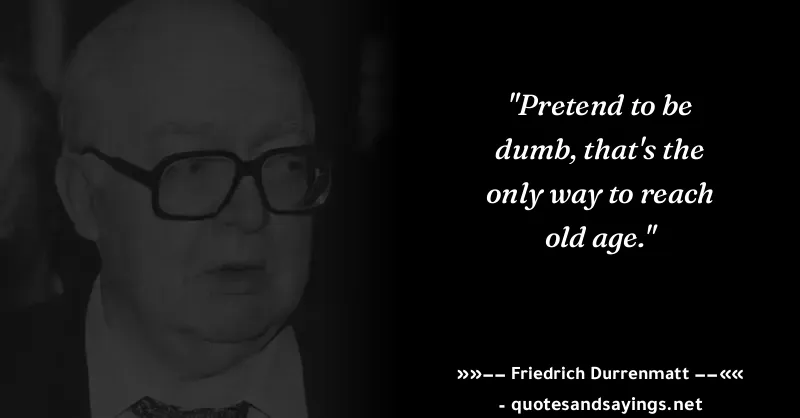 "Pretend to be
dumb, that's the
only way to reach
old age."
»»−− Friedrich Durrenmatt −−««
- quotesandsayings.net